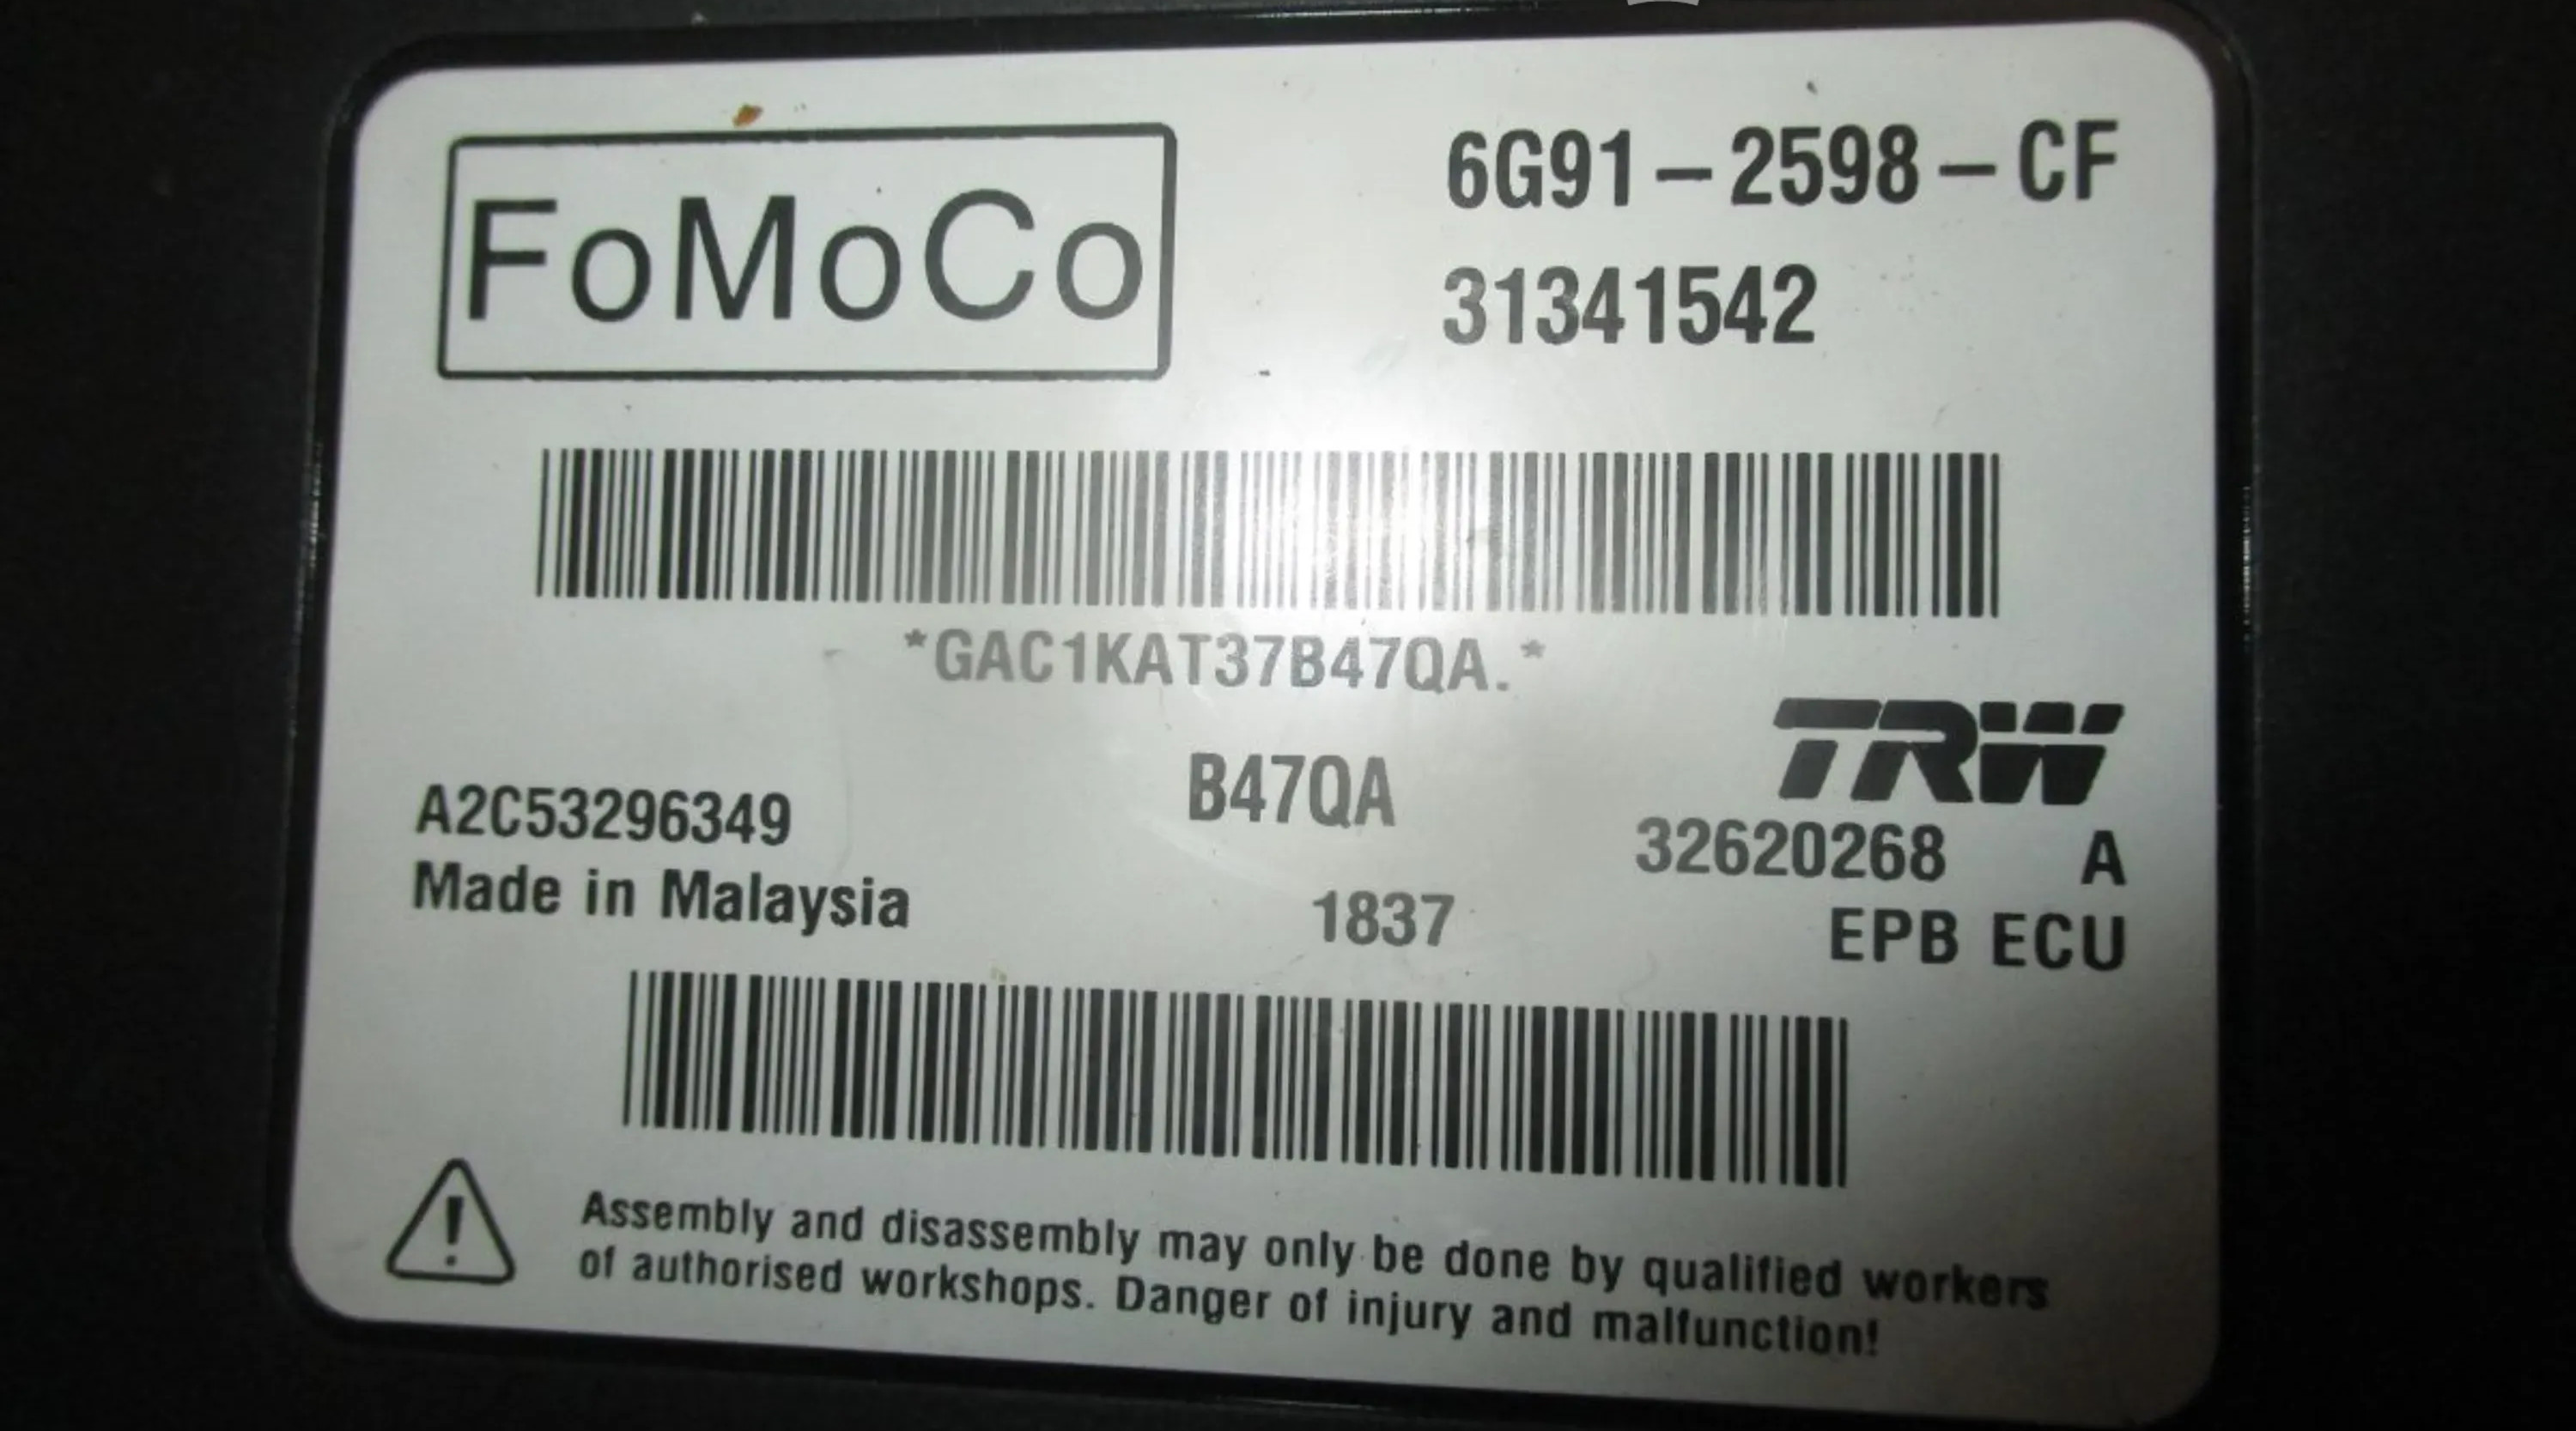 FoMoCo
6G91-2598-CF
31341542
*GAC1KAT37B47QA.*
TRW
A2C53296349
B47QA
32620268 A
Made in Malaysia
1837
EPB ECU
Assembly and disassembly may only be done by qualified workers
of authorised workshops. Danger of injury and malfunction!